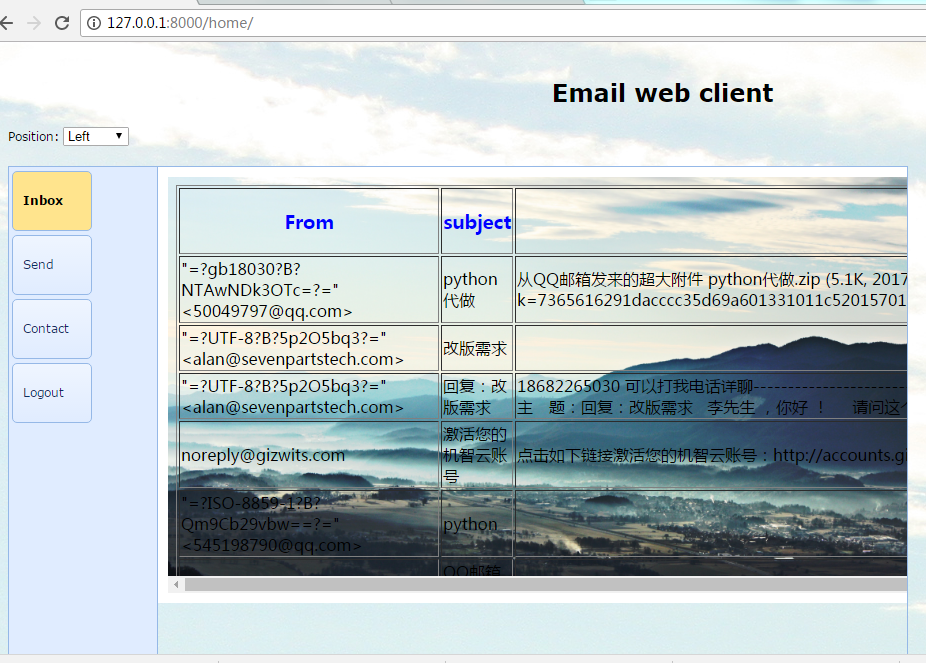 127.0.0.1:8000/home/
Email web client
Position: Left
Inbox
Send
Contact
Logout
From subject
"=?gb18030?B?
NTAwNDk3OTc=?="
<50049797@qq.com>
python
代做
从QQ邮箱发来的超大附件 python代做.zip (5.1K, 2017
k=7365616291dacccc35d69a601331011c52015701
"=?UTF-8?B?5p2O5bq3?="
<alan@sevenpartstech.com>
改版需求
"=?UTF-8?B?5p2O5bq3?="
<alan@sevenpartstech.com>
回复：改
版需求
18682265030 可以打我电话详聊-----------------------
主 题：回复：改版需求 李先生 ，你好 ！ 请问这个
noreply@gizwits.com
激活您的
机智云账
号
点击如下链接激活您的机智云账号：http://accounts.gi
"=?ISO-8859-1?B?
Qm9Cb29vbw==?="
<545198790@qq.com>
python
QQ邮箱